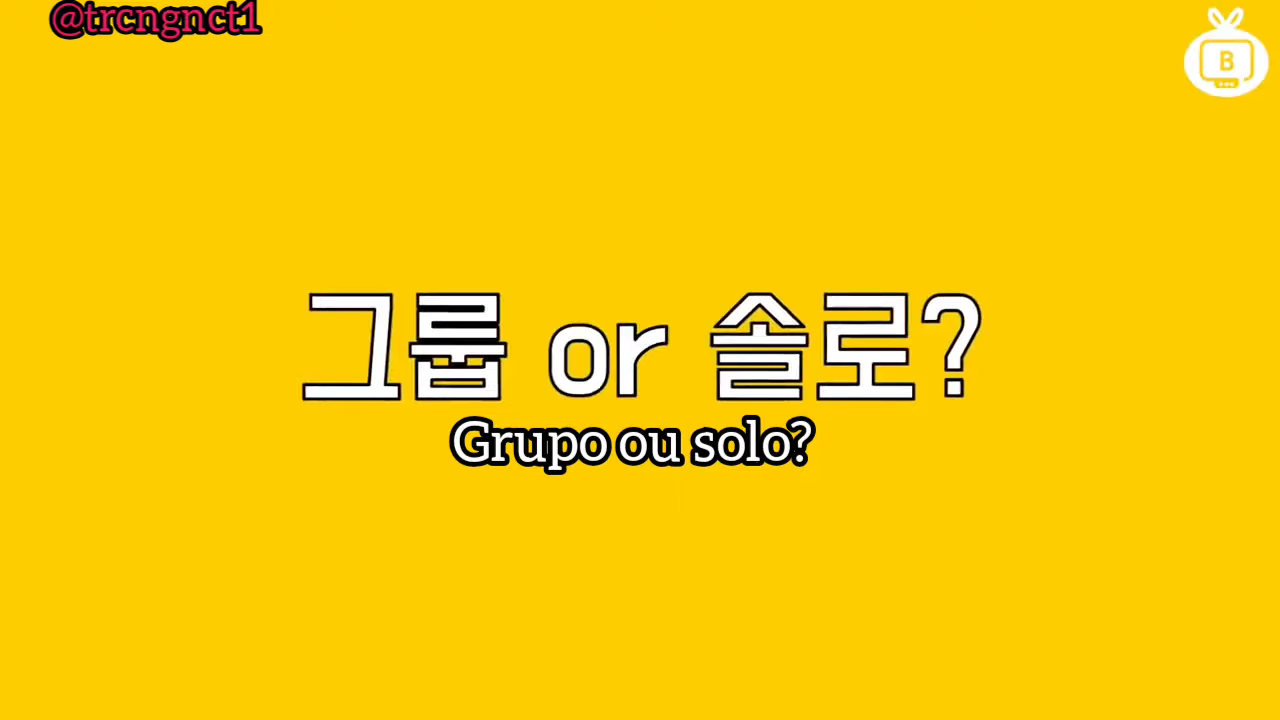 @trcngnct1
B
그룹 or 솔로?
Grupo ou solo?